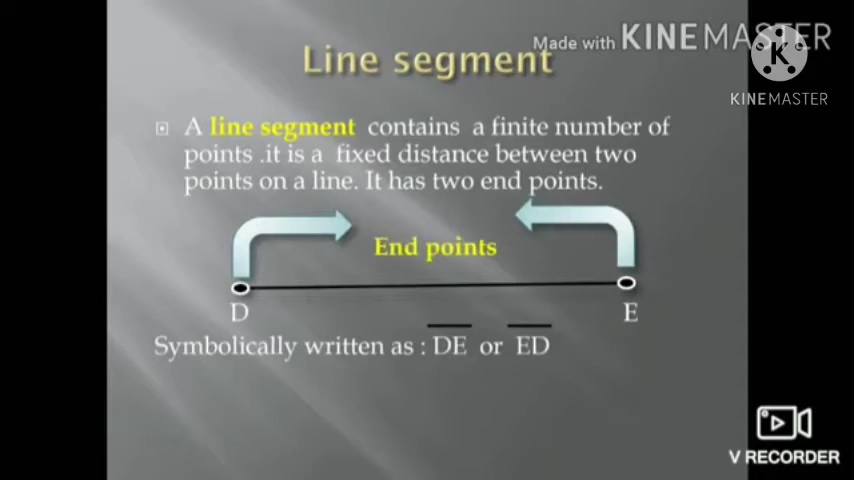 Made with KINEMASTER
KINEMASTER
Line segment
A line segment contains a finite number of
points .it is a fixed distance between two
points on a line. It has two end points.
End points
D E
Symbolically written as : DE or ED
V RECORDER